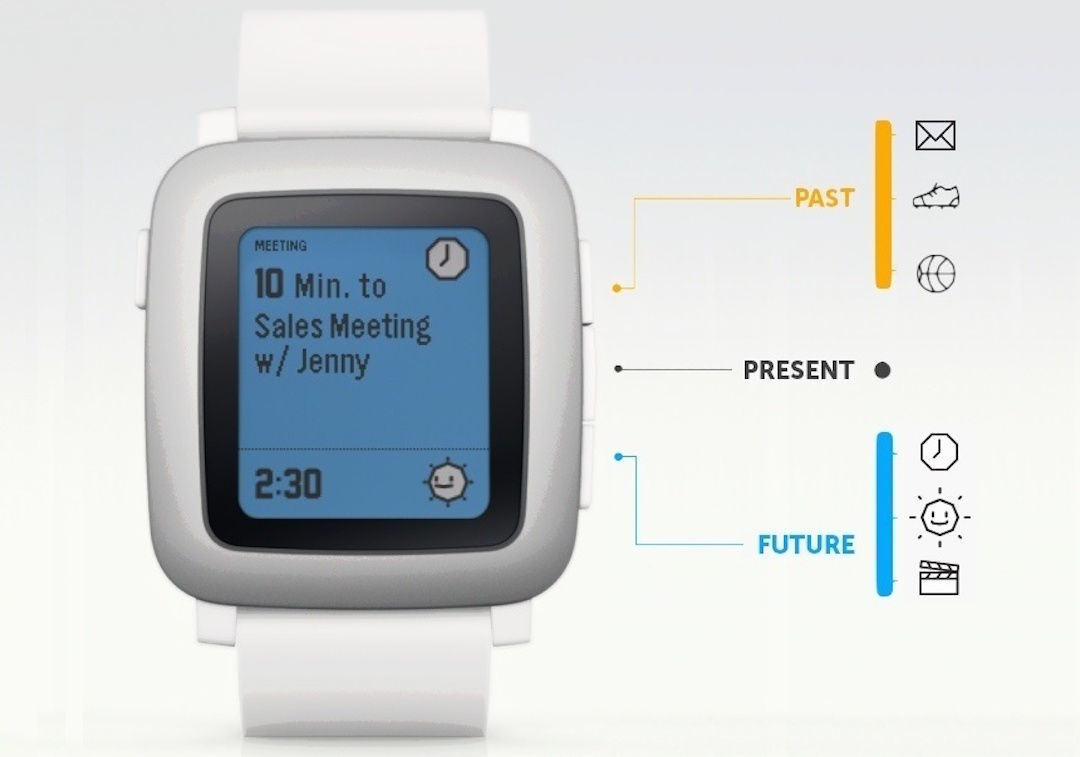 MEETING
10 Min. to
Sales Meeting
w/ Jenny
2:30
PAST
PRESENT
FUTURE